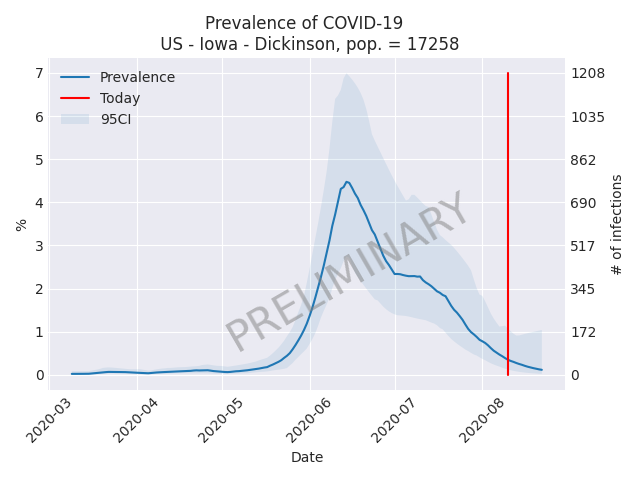 Prevalence of COVID-19
US - Iowa - Dickinson, pop. = 17258
Prevalence
Today
95CI
PRELIMINARY
%
7
6
5
4
3
2
1
0
1208
1035
862
690
517
345
172
0
# of infections
2020-03
2020-04
2020-05
2020-06
2020-07
2020-08
Date